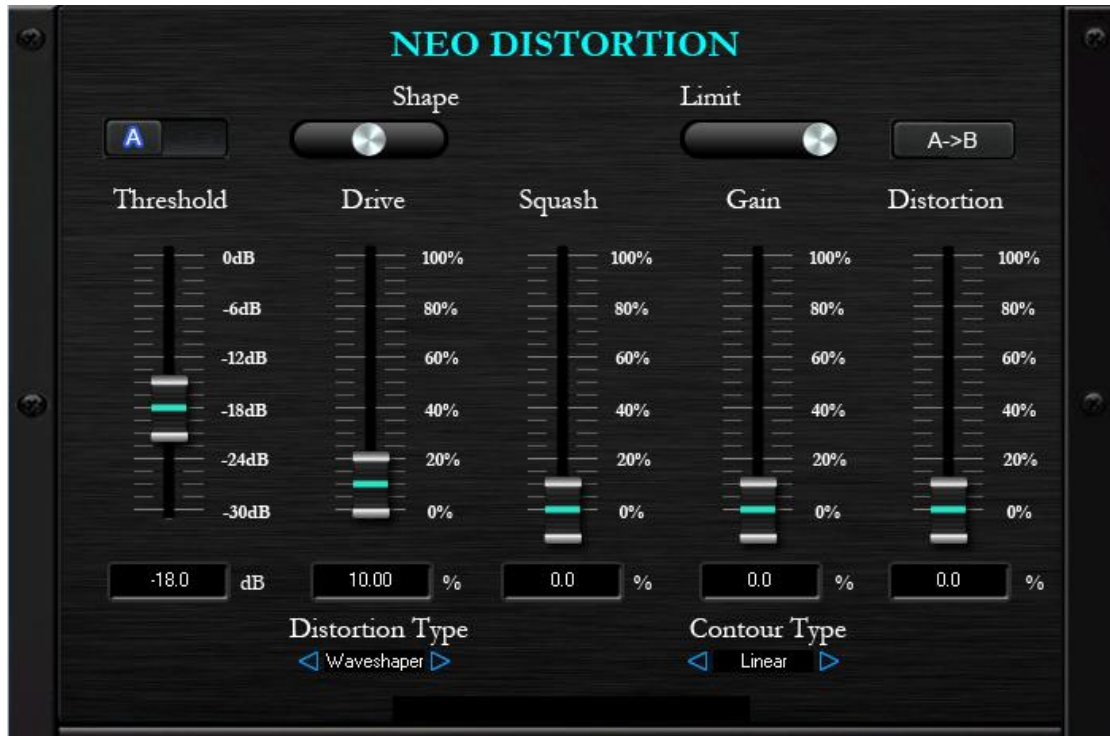 NEO DISTORTION
Shape Limit
A A->B
Threshold Drive Squash Gain Distortion
0dB 100% 100% 100% 100%
-6dB 80% 80% 80% 80%
-12dB 60% 60% 60% 60%
-18dB 40% 40% 40% 40%
-24dB 20% 20% 20% 20%
-30dB 0% 0% 0% 0%
-18.0 dB 10.00 % 0.0 % 0.0 % 0.0 %
Distortion Type Contour Type
Waveshaper Linear